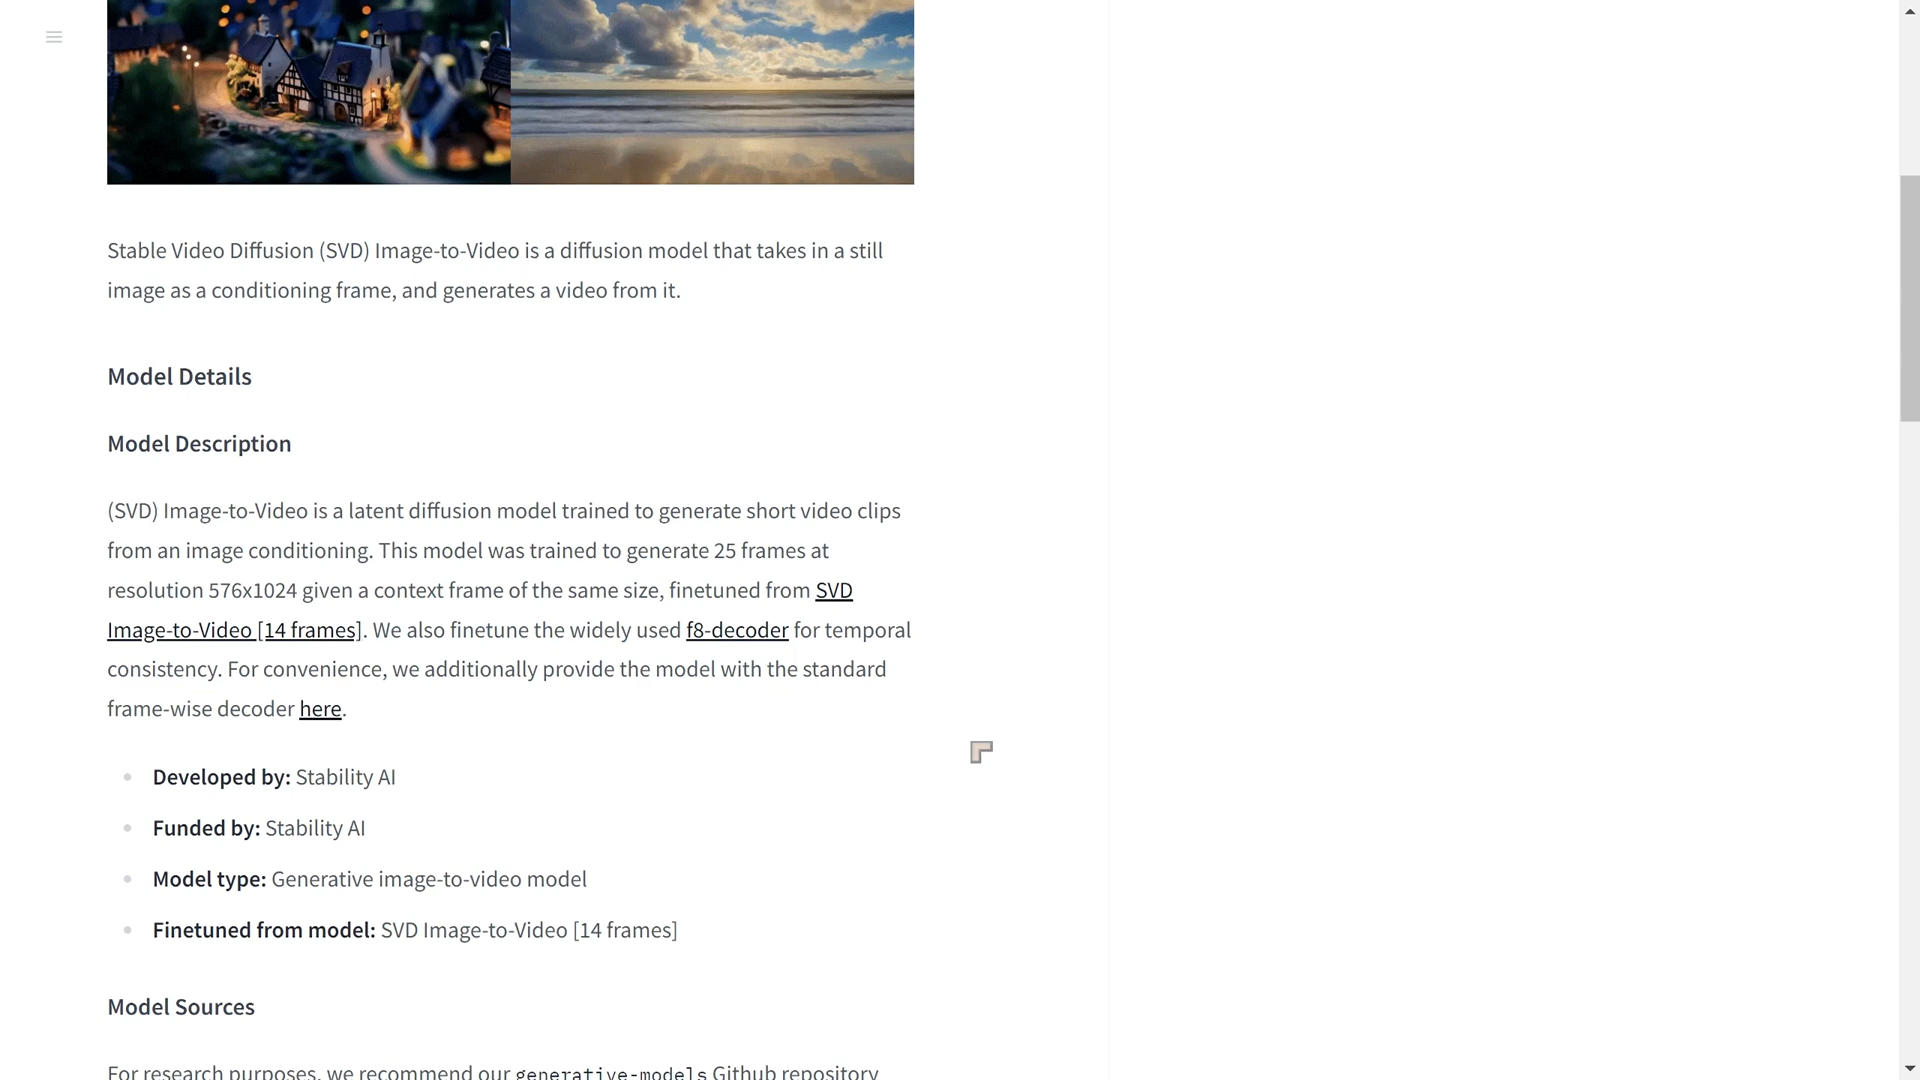 Stable Video Diffusion (SVD) Image-to-Video is a diffusion model that takes in a still
image as a conditioning frame, and generates a video from it.
Model Details
Model Description
(SVD) Image-to-Video is a latent diffusion model trained to generate short video clips
from an image conditioning. This model was trained to generate 25 frames at
resolution 576x1024 given a context frame of the same size, finetuned from SVD
Image-to-Video [14 frames]. We also finetune the widely used f8-decoder for temporal
consistency. For convenience, we additionally provide the model with the standard
frame-wise decoder here.
Developed by: Stability AI
Funded by: Stability AI
Model type: Generative image-to-video model
Finetuned from model: SVD Image-to-Video [14 frames]
Model Sources
For research purposes, we recommend our generative-models Github repository